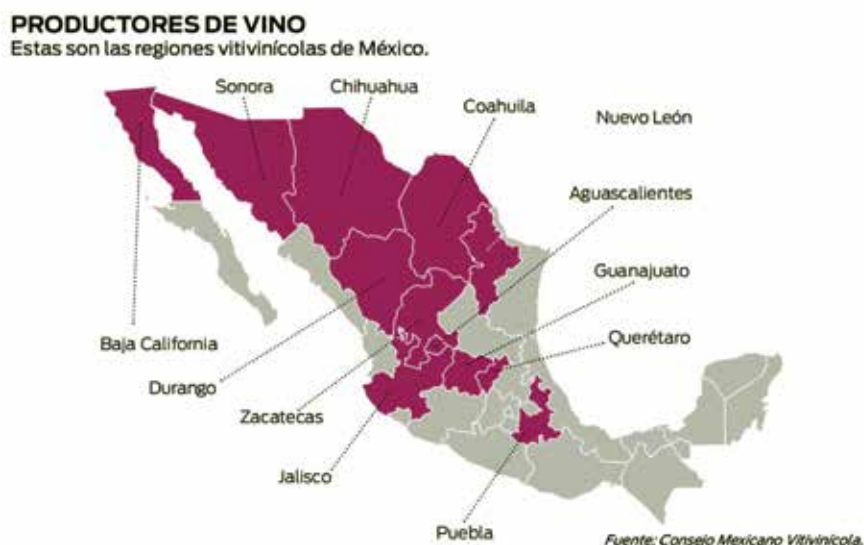 PRODUCTORES DE VINO
Estas son las regiones vitivinícolas de México.
Sonora
Chihuahua
Coahuila
Nuevo León
Aguascalientes
Guanajuato
Querétaro
Baja California
Durango
Zacatecas
Jalisco
Puebla
Fuente: Consejo Mexicano Vitivinícola.